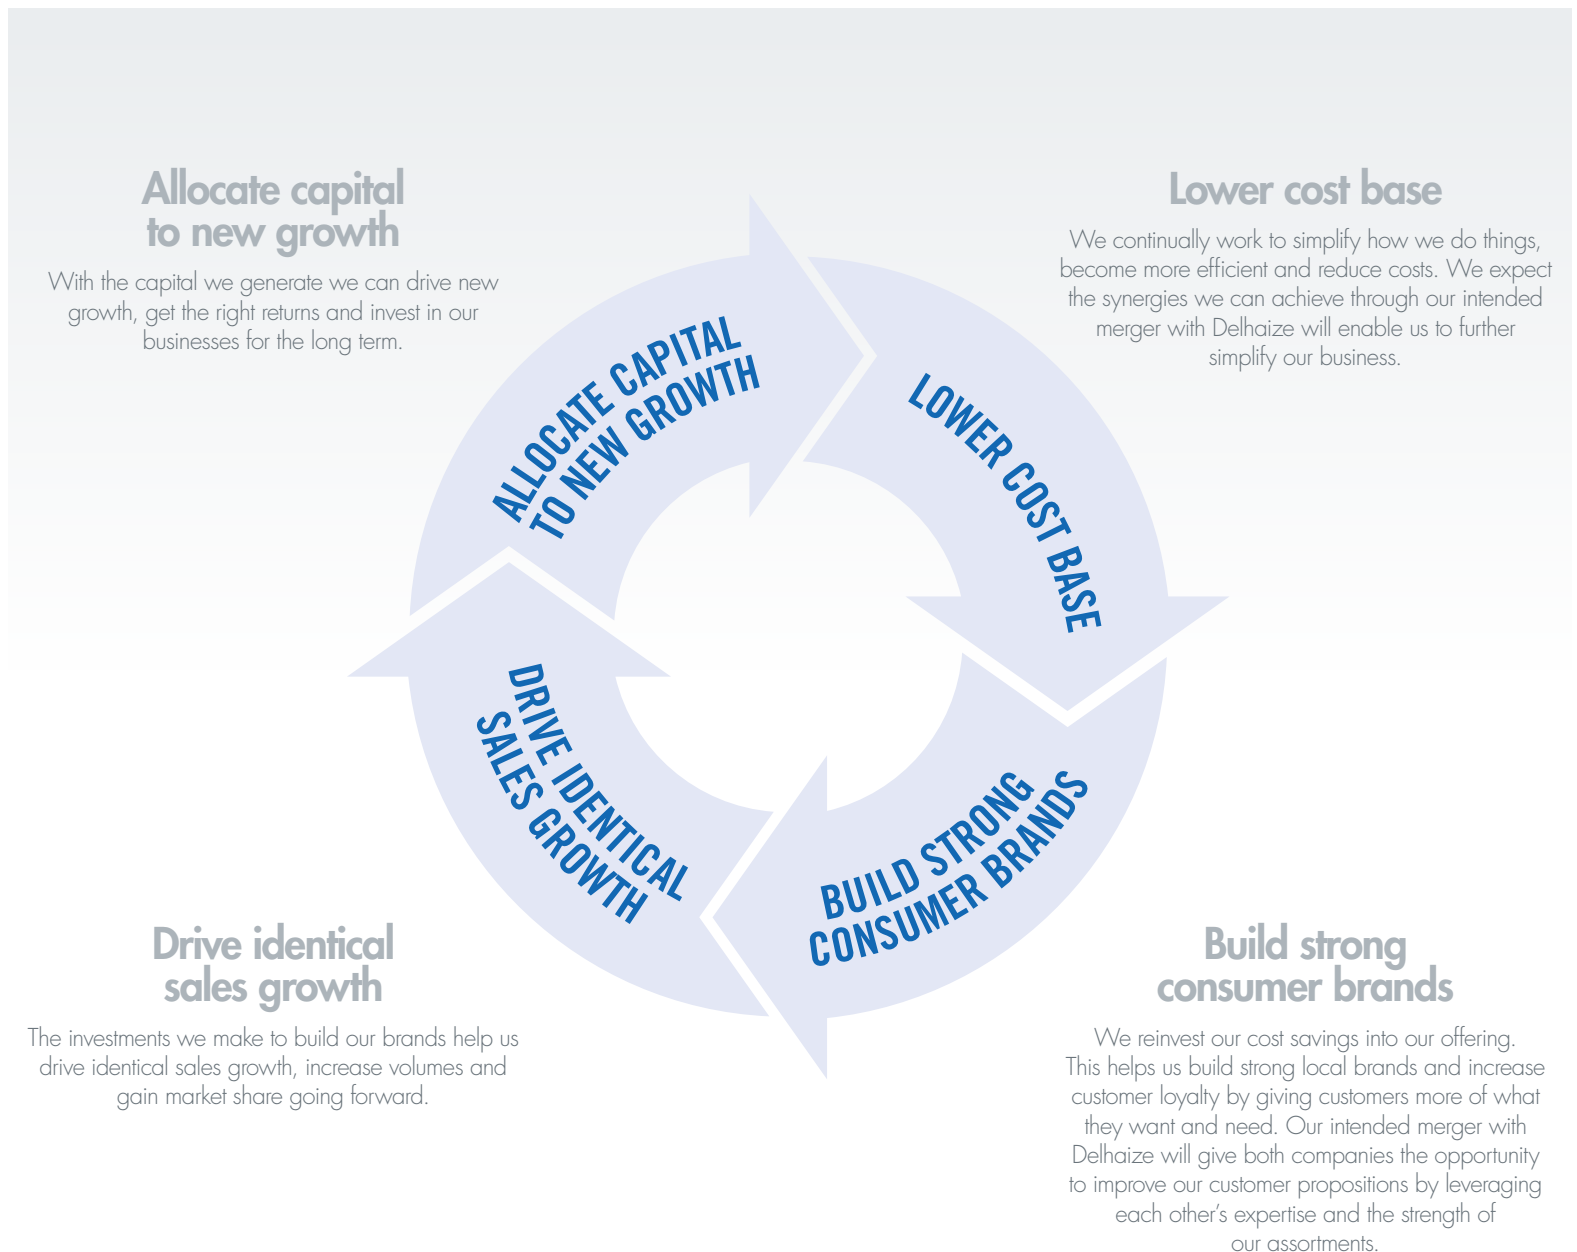 Allocate capital
to new growth
With the capital we generate we can drive new
growth, get the right returns and invest in our
businesses for the long term.
Lower cost base
We continually work to simplify how we do things,
become more efficient and reduce costs. We expect
the synergies we can achieve through our intended
merger with Delhaize will enable us to further
simplify our business.
ALLOCATE CAPITAL
TO NEW GROWTH
LOWER COST BASE
DRIVE IDENTICAL
SALES GROWTH
BUILD STRONG
CONSUMER BRANDS
Drive identical
sales growth
The investments we make to build our brands help us
drive identical sales growth, increase volumes and
gain market share going forward.
Build strong
consumer brands
We reinvest our cost savings into our offering.
This helps us build strong local brands and increase
customer loyalty by giving customers more of what
they want and need. Our intended merger with
Delhaize will give both companies the opportunity
to improve our customer propositions by leveraging
each other’s expertise and the strength of
our assortments.